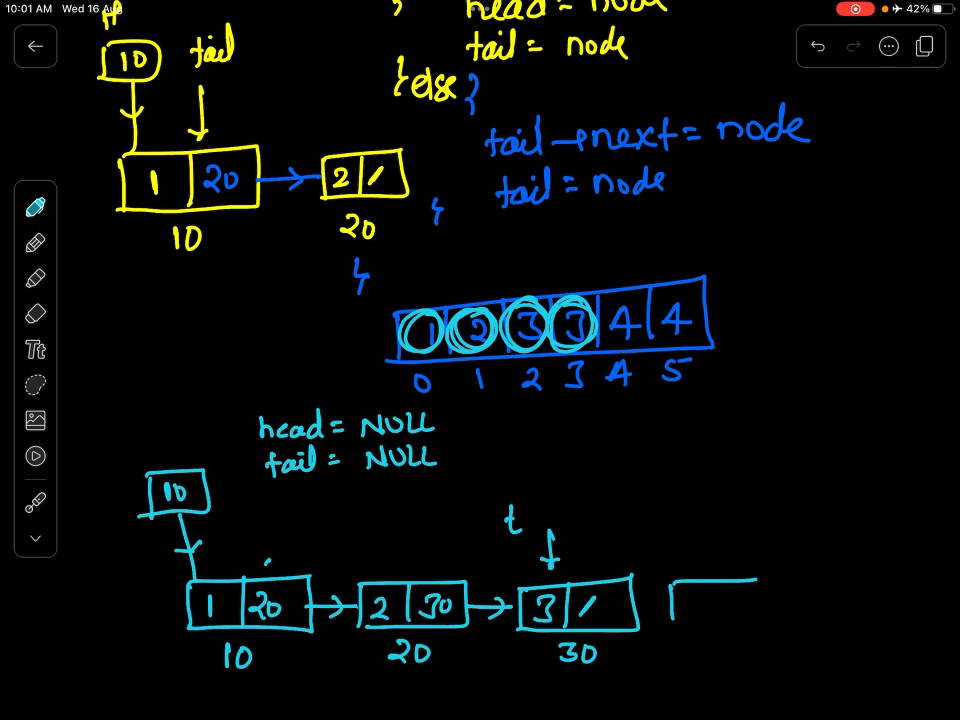 10:01 AM Wed 16 Aug
42%
head = node
tail = node
} else {
tail → next = node
tail = node
}
}
H
10
tail
1 20
2 /
10
20
1 2 3 3 4 4
0 1 2 3 4 5
head = NULL
tail = NULL
10
t
1 20
2 30
3 /
10
20
30
Tt